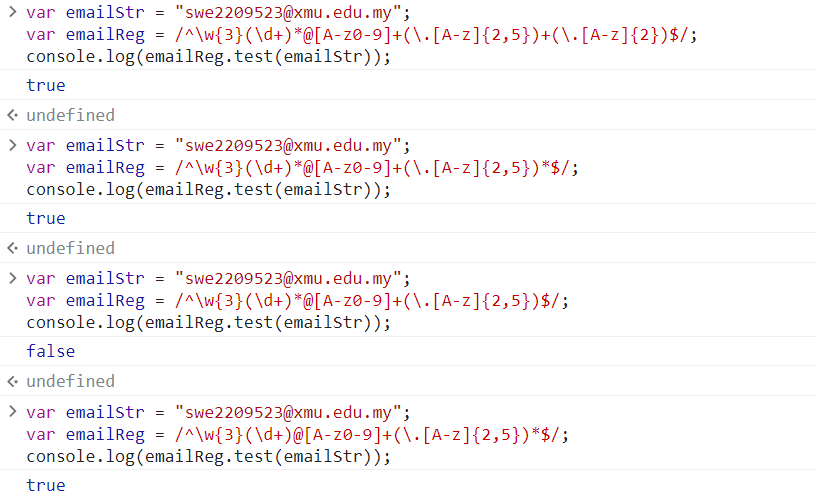 > var emailStr = "swe2209523@xmu.edu.my";
var emailReg = /^\w{3}(\d+)*@[A-z0-9]+(\.[A-z]{2,5})+(\.[A-z]{2})$/;
console.log(emailReg.test(emailStr));
true
undefined
> var emailStr = "swe2209523@xmu.edu.my";
var emailReg = /^\w{3}(\d+)*@[A-z0-9]+(\.[A-z]{2,5})*$/;
console.log(emailReg.test(emailStr));
true
undefined
> var emailStr = "swe2209523@xmu.edu.my";
var emailReg = /^\w{3}(\d+)*@[A-z0-9]+(\.[A-z]{2,5})$/;
console.log(emailReg.test(emailStr));
false
undefined
> var emailStr = "swe2209523@xmu.edu.my";
var emailReg = /^\w{3}(\d+)@[A-z0-9]+(\.[A-z]{2,5})*$/;
console.log(emailReg.test(emailStr));
true